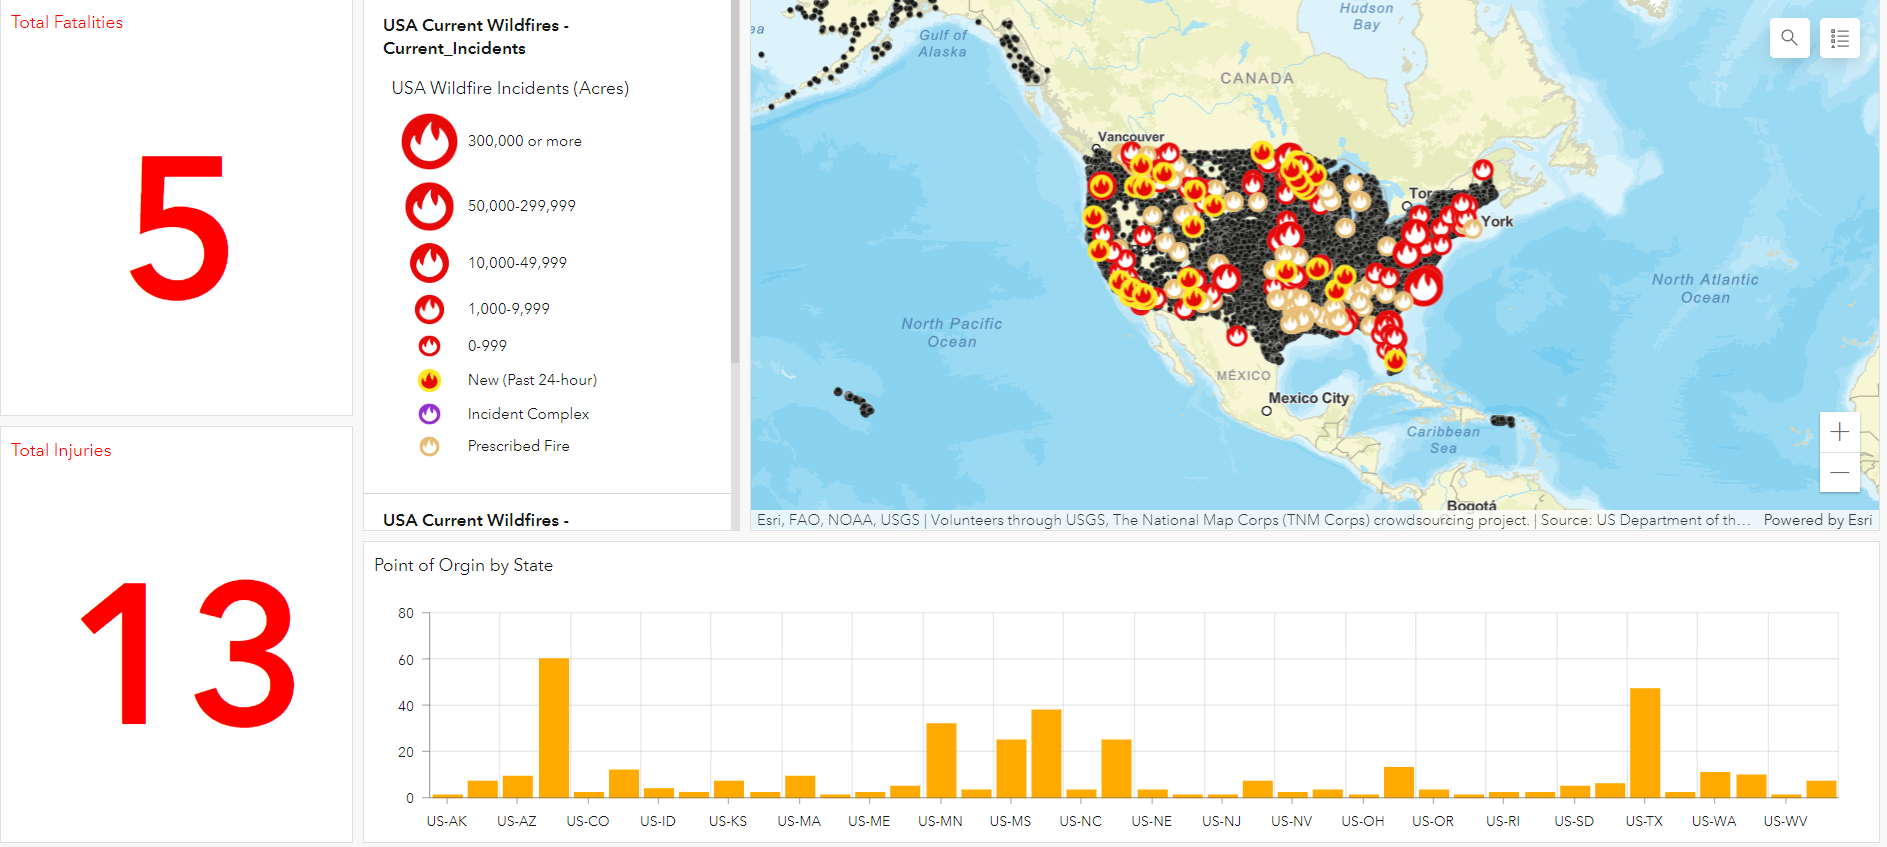 Total Fatalities
5
Total Injuries
13
USA Current Wildfires -
Current_Incidents
USA Wildfire Incidents (Acres)
300,000 or more
50,000-299,999
10,000-49,999
1,000-9,999
0-999
New (Past 24-hour)
Incident Complex
Prescribed Fire
USA Current Wildfires -
Hudson
Bay
Gulf of
Alaska
CANADA
Vancouver
York
North Pacific
Ocean
North Atlantic
Ocean
MÉXICO
Mexico City
Caribbean
Sea
Bogotá
Esri, FAO, NOAA, USGS | Volunteers through USGS, The National Map Corps (TNM Corps) crowdsourcing project. | Source: US Department of th…
Powered by Esri
Point of Orgin by State
80
60
40
20
0
US-AK US-AZ US-CO US-ID US-KS US-MA US-ME US-MN US-MS US-NC US-NE US-NJ US-NV US-OH US-OR US-RI US-SD US-TX US-WA US-WV